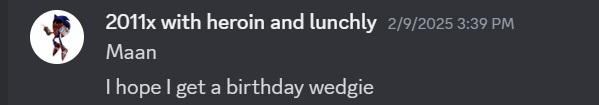 2011x with heroin and lunchly 2/9/2025 3:39 PM
Maan
I hope I get a birthday wedgie